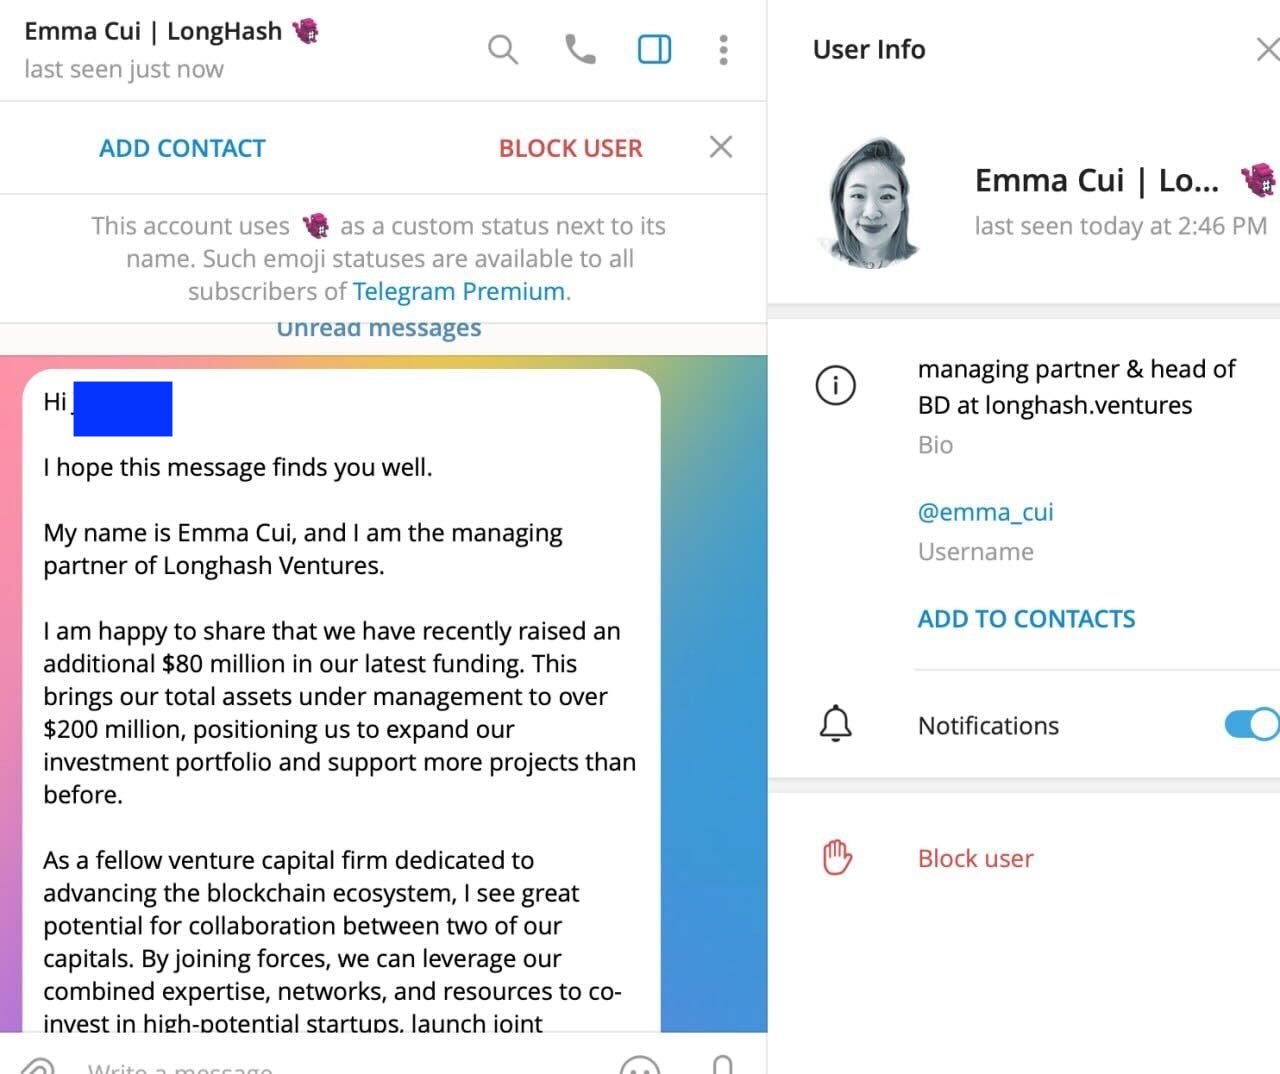 Emma Cui | LongHash
last seen just now
ADD CONTACT
BLOCK USER
This account uses as a custom status next to its
name. Such emoji statuses are available to all
subscribers of Telegram Premium.
Unread messages
Hi
I hope this message finds you well.
My name is Emma Cui, and I am the managing
partner of Longhash Ventures.
I am happy to share that we have recently raised an
additional $80 million in our latest funding. This
brings our total assets under management to over
$200 million, positioning us to expand our
investment portfolio and support more projects than
before.
As a fellow venture capital firm dedicated to
advancing the blockchain ecosystem, I see great
potential for collaboration between two of our
capitals. By joining forces, we can leverage our
combined expertise, networks, and resources to co-
invest in high-potential startups, launch joint
Write a message
User Info
Emma Cui | Lo...
last seen today at 2:46 PM
managing partner & head of
BD at longhash.ventures
Bio
@emma_cui
Username
ADD TO CONTACTS
Notifications
Block user